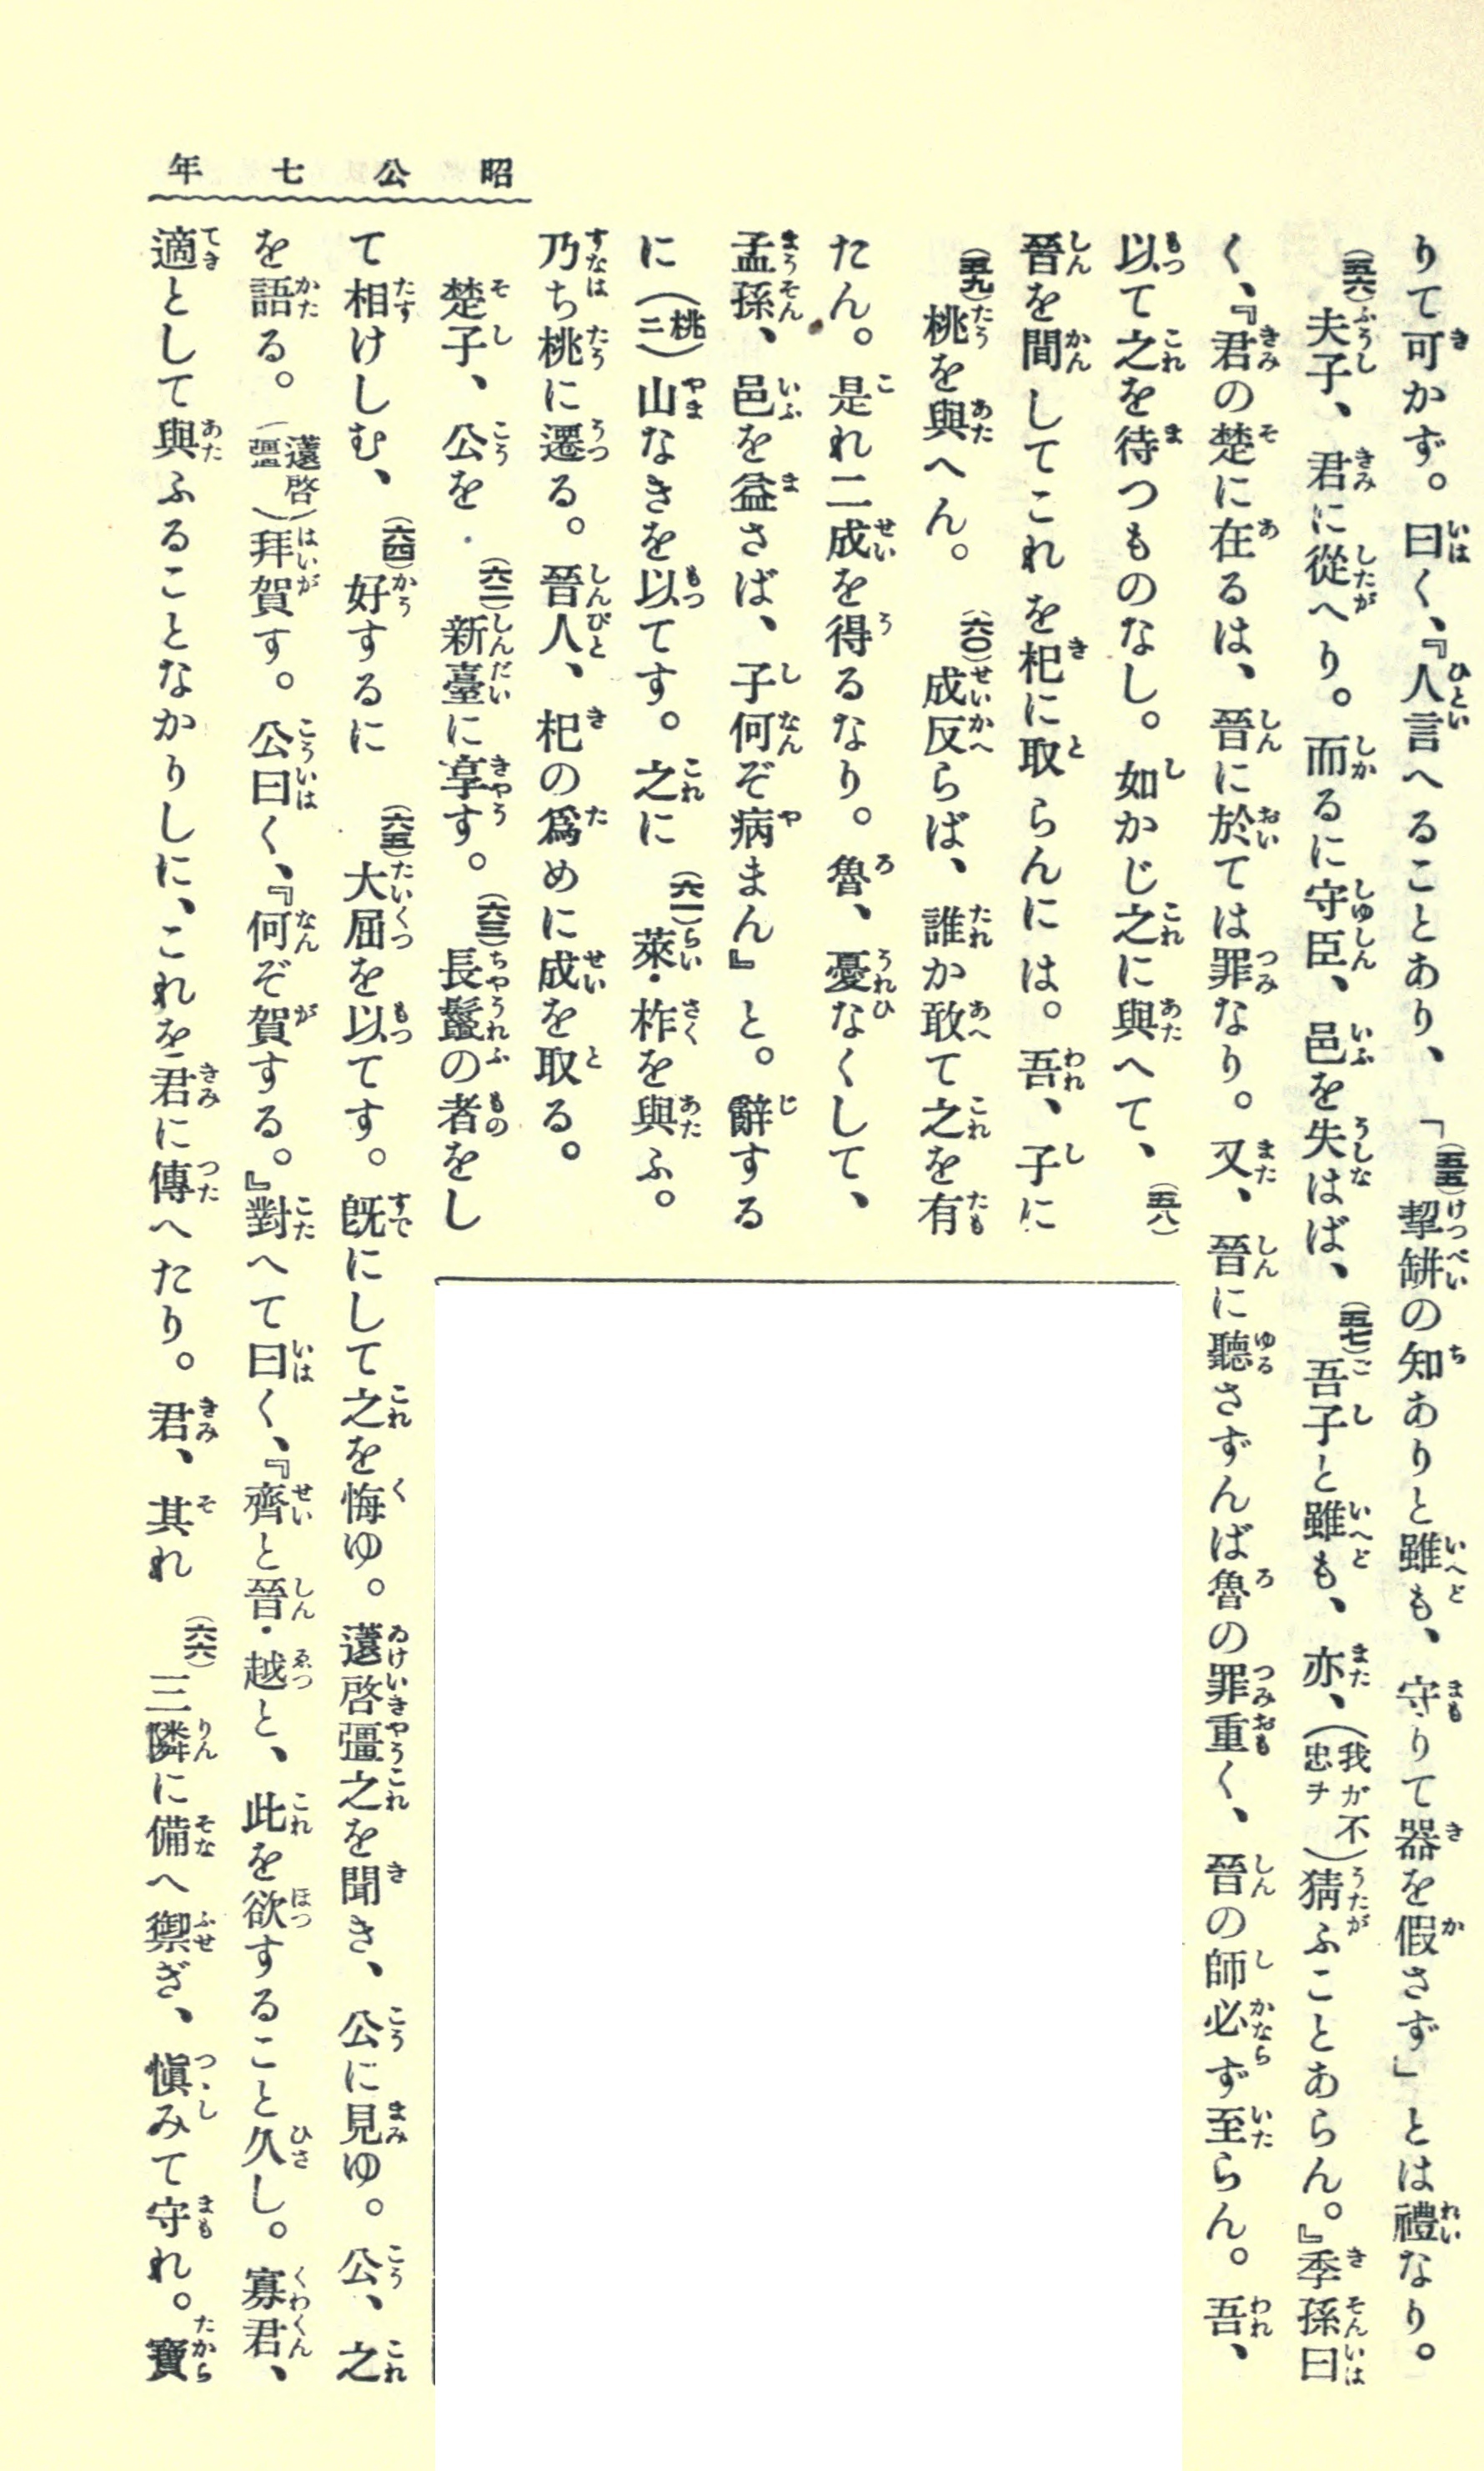 昭公七年
りて可かず。曰く、『人言へることあり、「(五五)挈缾の知ありと雖も、守りて器を假さず」とは禮なり。
(五六)夫子、君に從へり。而るに守臣、邑を失はば、(五七)吾子と雖も、亦、(我ガ不忠ヲ)猜ふことあらん。』季孫曰
く、『君の楚に在るは、晉に於ては罪なり。又、晉に聽さずんば魯の罪重く、晉の師必ず至らん。吾、
以て之を待つものなし。如かじ之に與へて、(五八)
晉を間してこれを杞に取らんには。吾、子に
(五九)桃を與へん。(六〇)成反らば、誰か敢て之を有
たん。是れ二成を得るなり。魯、憂なくして、
孟孫、邑を益さば、子何ぞ病まん』と。辭する
に(桃ニ)山なきを以てす。之に(六一)萊・柞を與ふ。
乃ち桃に遷る。晉人、杞の爲めに成を取る。
楚子、公を(六二)新臺に享す。(六三)長鬛の者をし
て相けしむ、(六四)好するに(六五)大屈を以てす。旣にして之を悔ゆ。薳啓彊之を聞き、公に見ゆ。公、之
を語る。(薳啓彊)拜賀す。公曰く、『何ぞ賀する。』對へて曰く、『齊と晉・越と、此を欲すること久し。寡君、
適として與ふることなかりしに、これを君に傳へたり。君、其れ(六六)三隣に備へ禦ぎ、愼みて守れ。寶